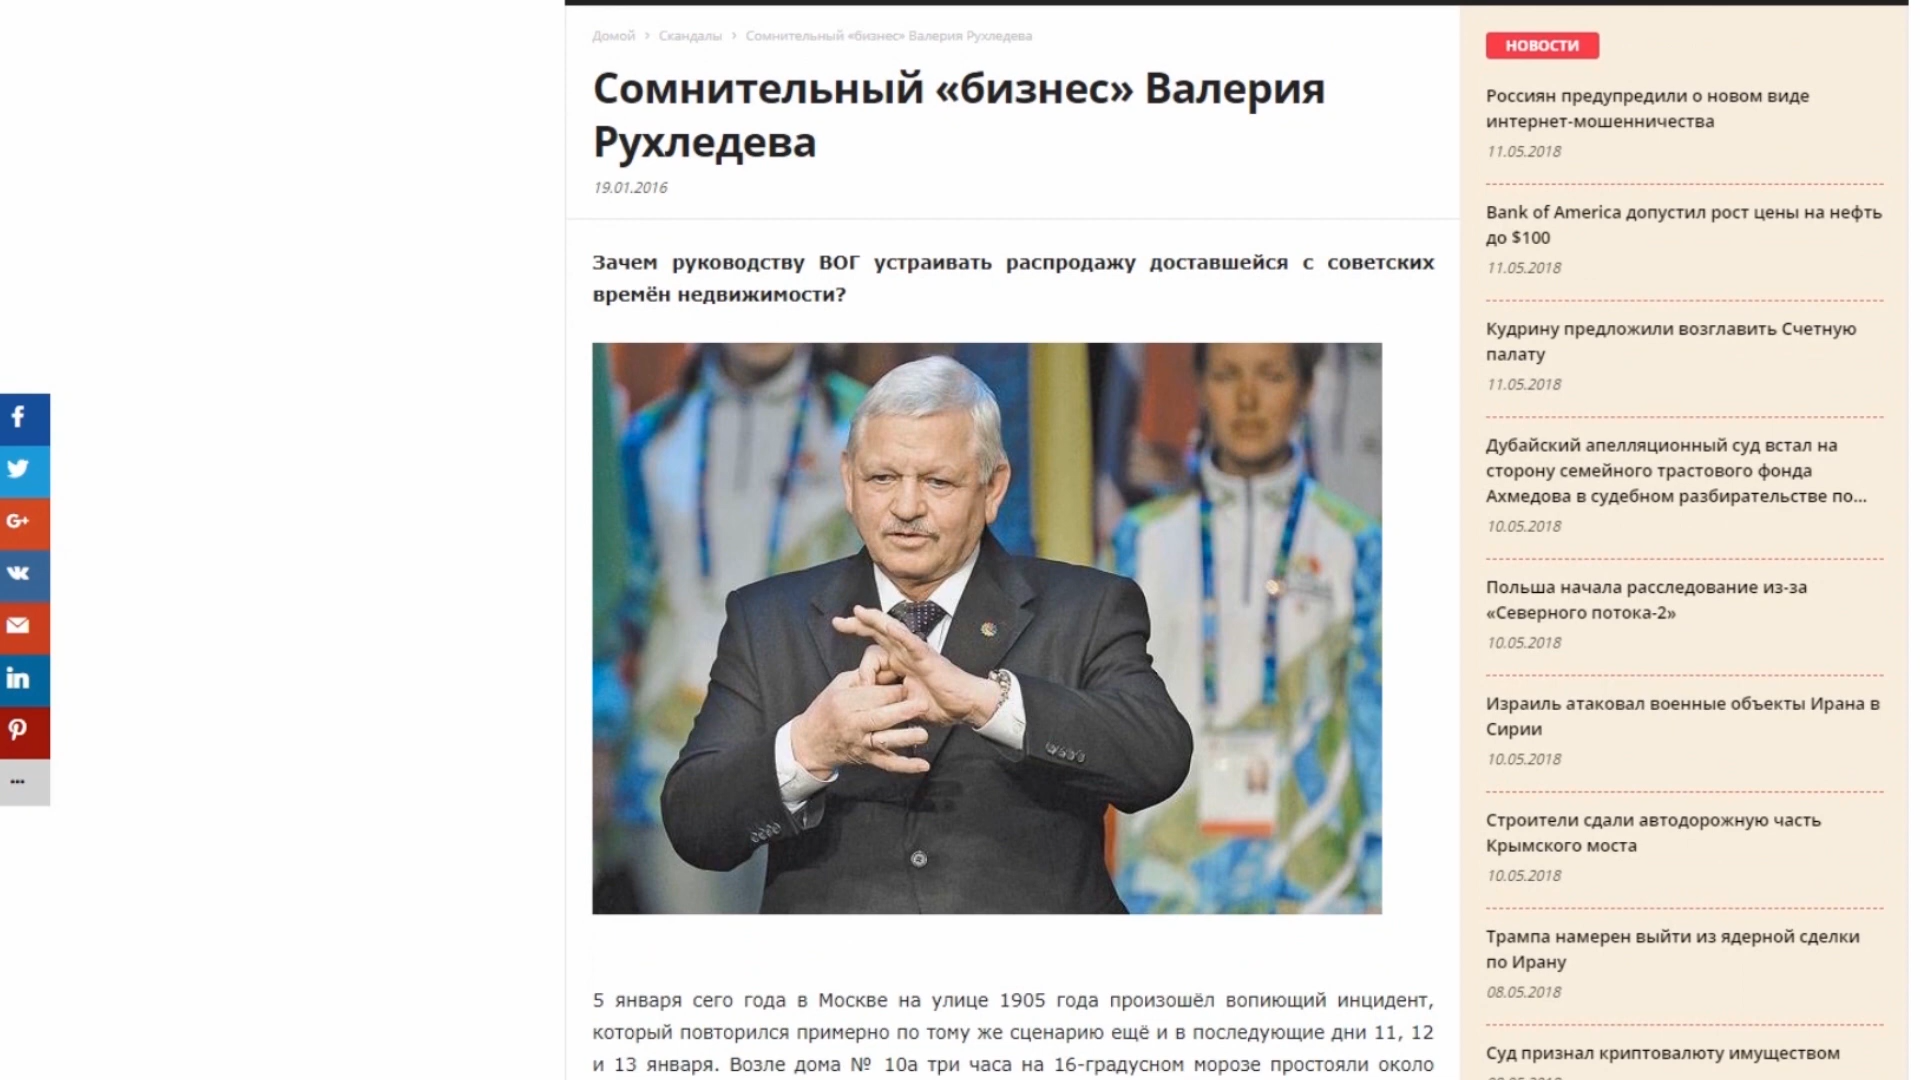 Домой › Скандалы › Сомнительный «бизнес» Валерия Рухледева
Сомнительный «бизнес» Валерия
Рухледева
19.01.2016
Зачем руководству ВОГ устраивать распродажу доставшейся с советских
времён недвижимости?
5 января сего года в Москве на улице 1905 года произошёл вопиющий инцидент,
который повторился примерно по тому же сценарию ещё и в последующие дни 11, 12
и 13 января. Возле дома № 10а три часа на 16-градусном морозе простояли около
НОВОСТИ
Россиян предупредили о новом виде
интернет-мошенничества
11.05.2018
Bank of America допустил рост цены на нефть
до $100
11.05.2018
Кудрину предложили возглавить Счетную
палату
11.05.2018
Дубайский апелляционный суд встал на
сторону семейного трастового фонда
Ахмедова в судебном разбирательстве по...
10.05.2018
Польша начала расследование из-за
«Северного потока-2»
10.05.2018
Израиль атаковал военные объекты Ирана в
Сирии
10.05.2018
Строители сдали автодорожную часть
Крымского моста
10.05.2018
Трампа намерен выйти из ядерной сделки
по Ирану
08.05.2018
Суд признал криптовалюту имуществом